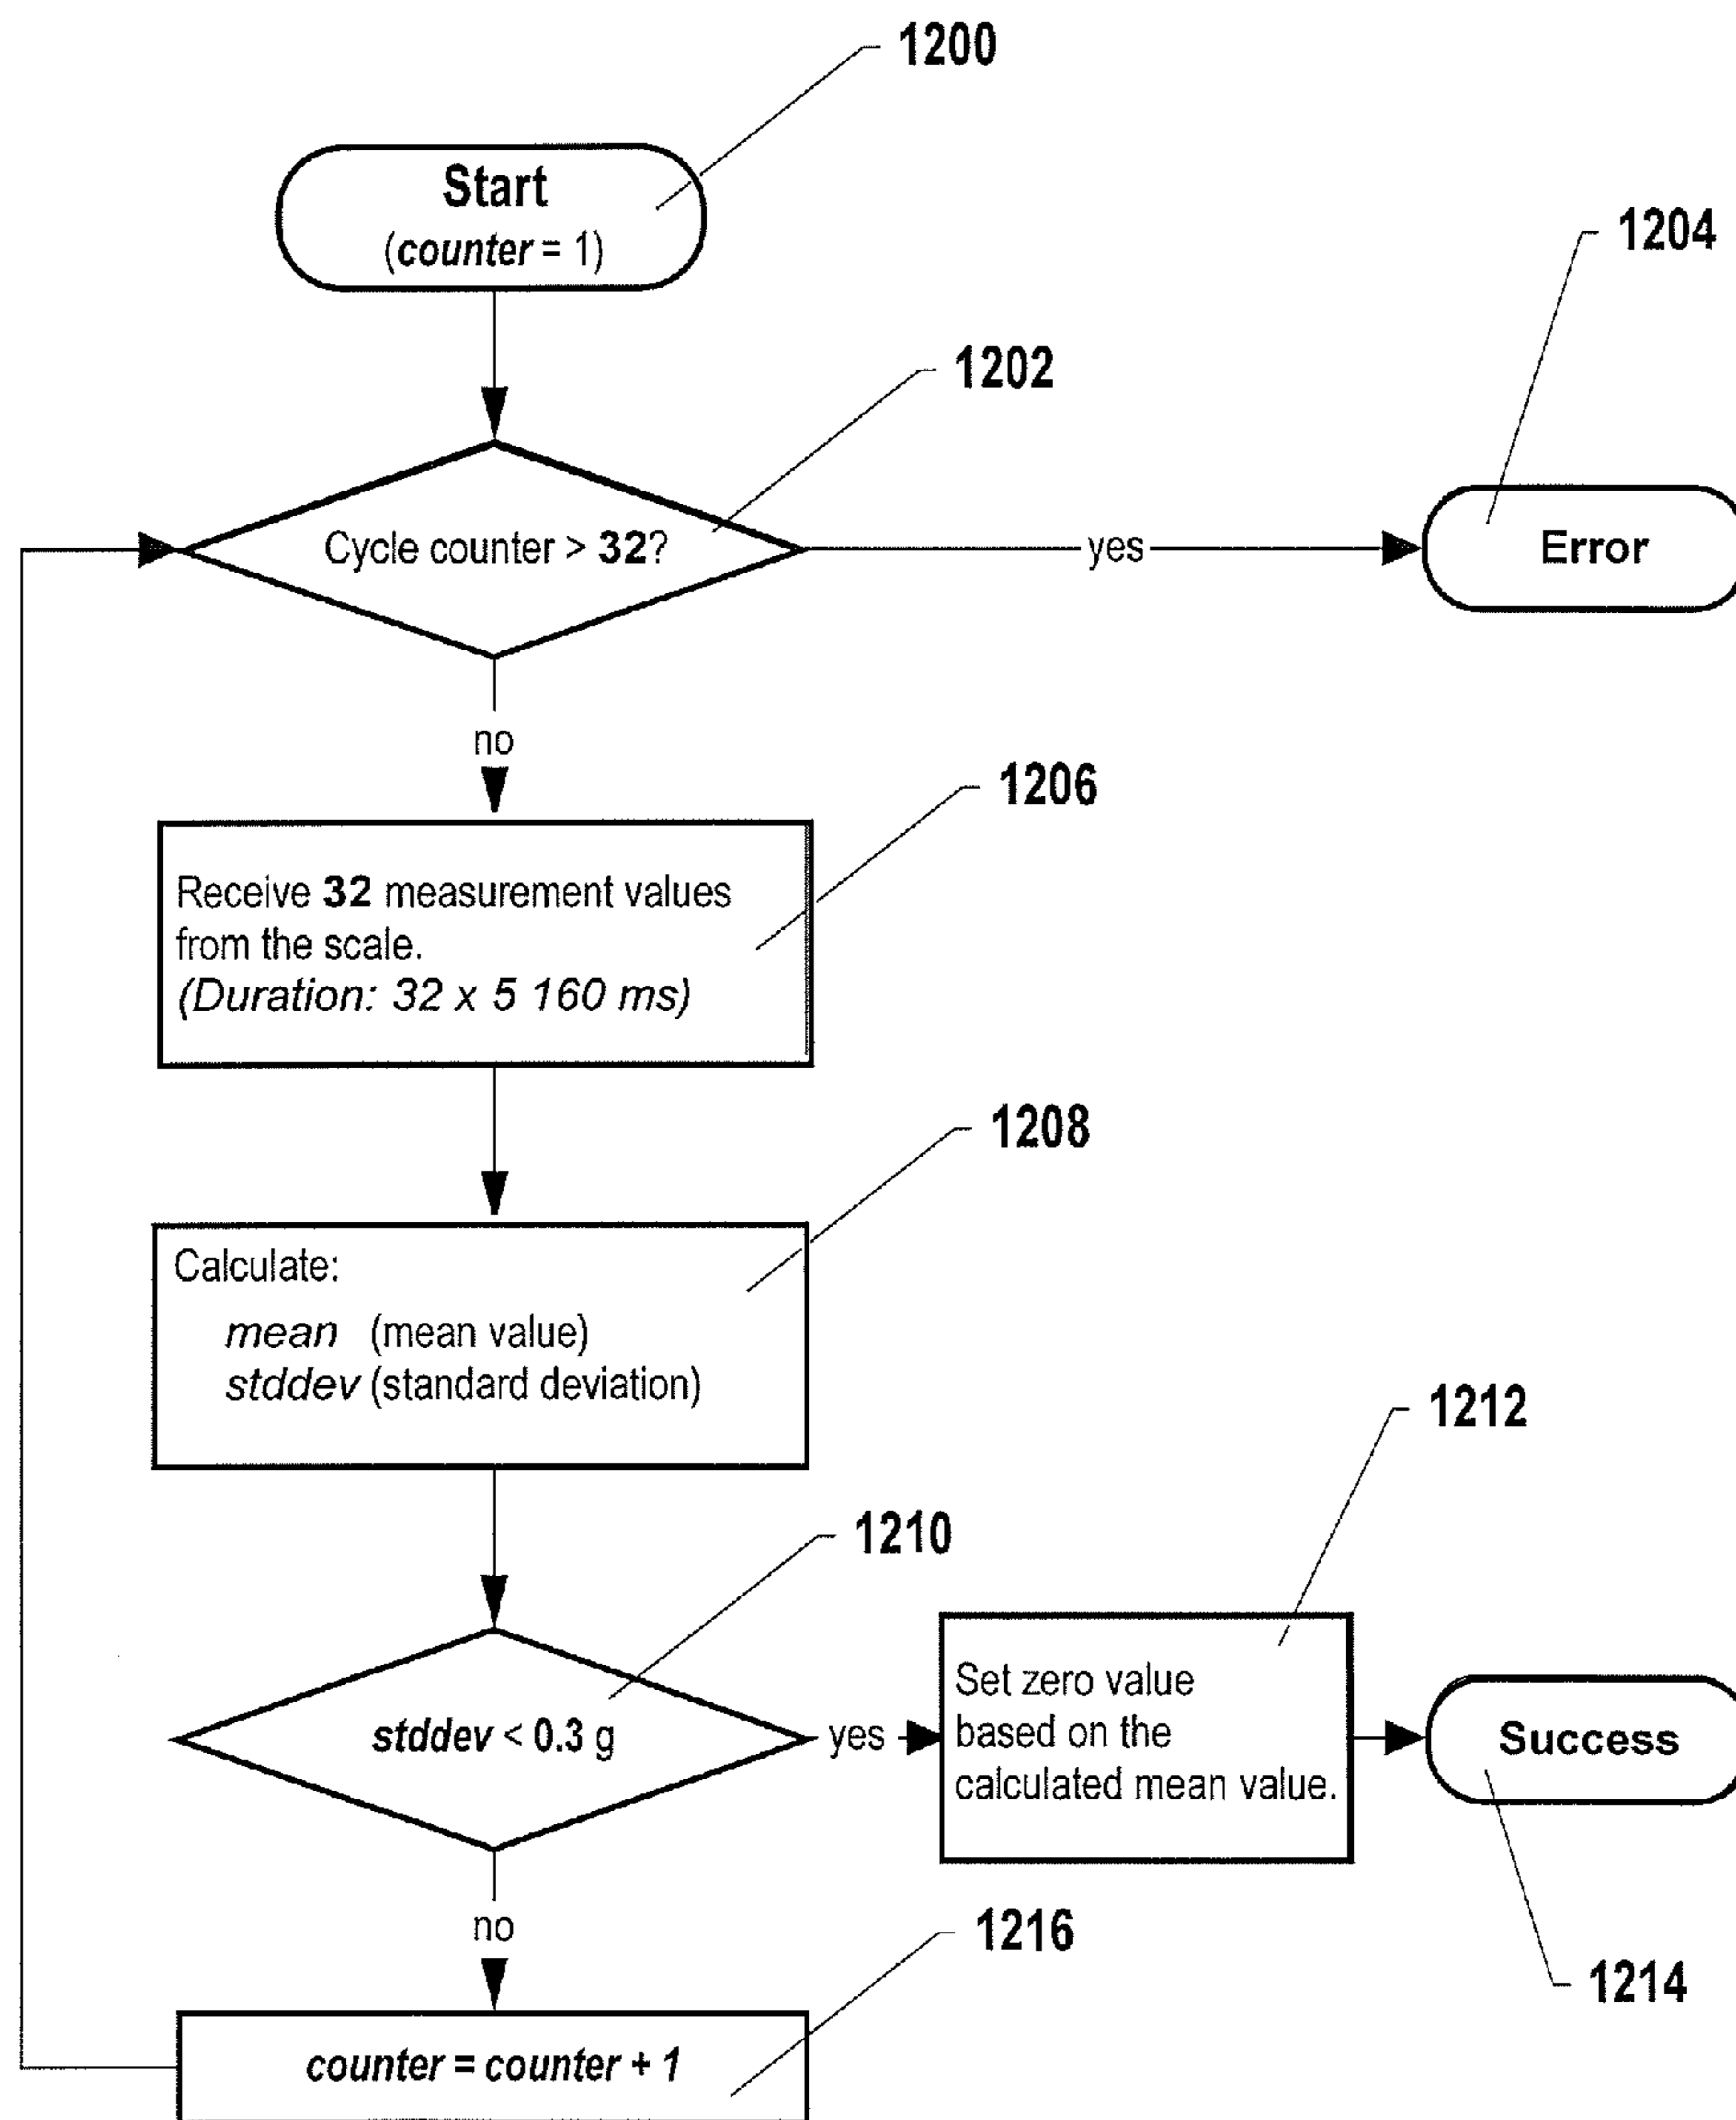 1200
Start
(counter = 1)
1204
1202
Cycle counter > 32?
yes
Error
no
1206
Receive 32 measurement values
from the scale.
(Duration: 32 x 5 160 ms)
1208
Calculate:
mean (mean value)
stddev (standard deviation)
1212
1210
stddev < 0.3 g
yes
Set zero value
based on the
calculated mean value.
Success
no
1216
1214
counter = counter + 1